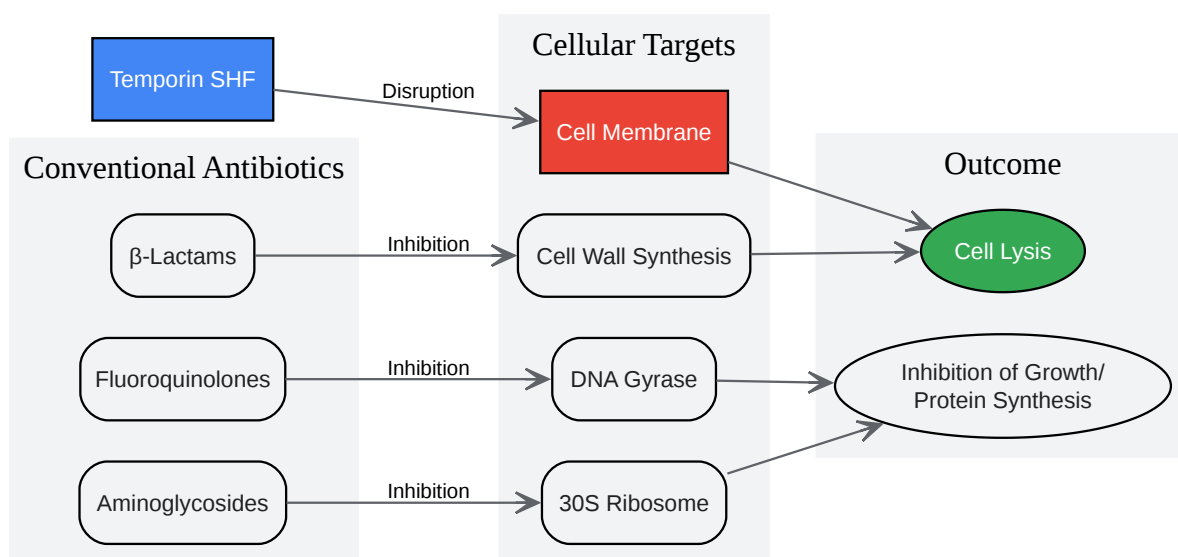 Cellular Targets
Temporin SHF
Disruption
Cell Membrane
Conventional Antibiotics
Outcome
β-Lactams
Inhibition
Cell Wall Synthesis
Cell Lysis
Fluoroquinolones
Inhibition
DNA Gyrase
Inhibition of Growth/
Protein Synthesis
Aminoglycosides
Inhibition
30S Ribosome